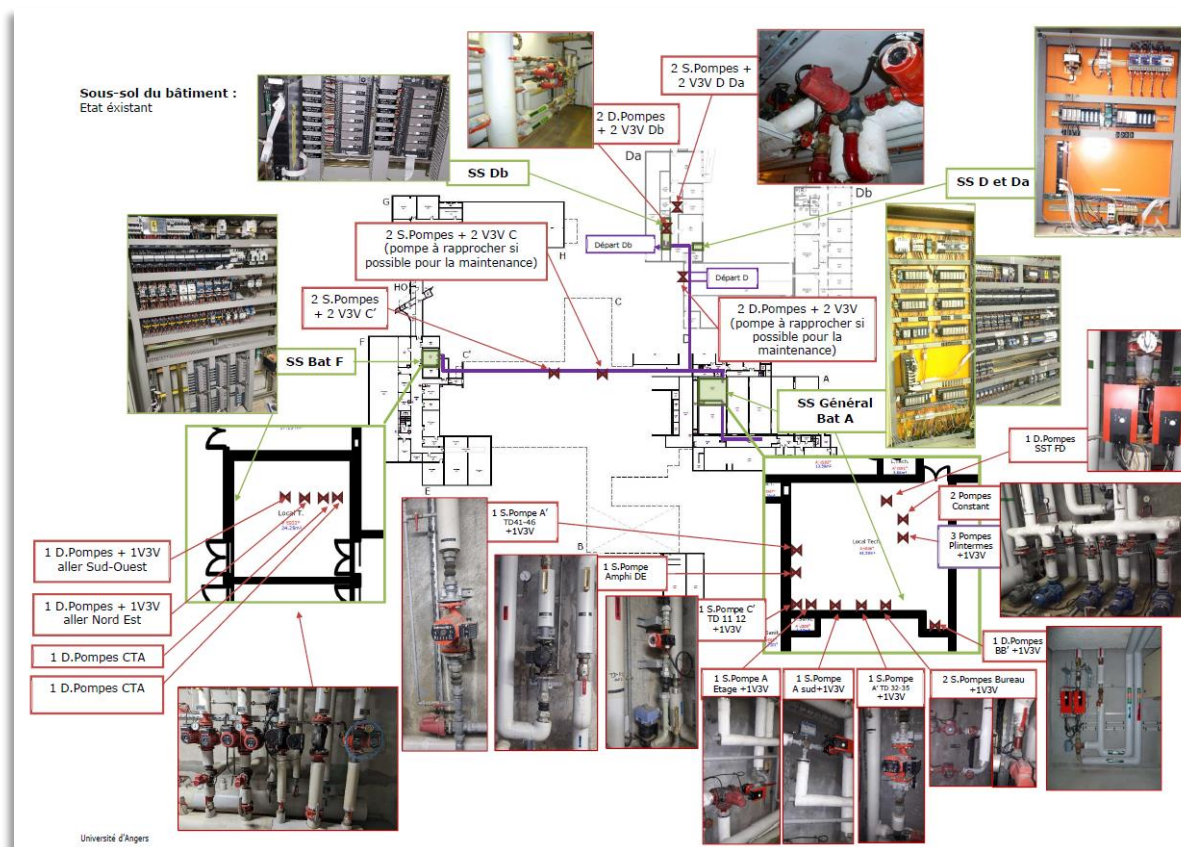 Sous-sol du bâtiment :
Etat éxistant
2 S.Pompes +
2 V3V D Da
2 D.Pompes
+ 2 V3V Db
Da
SS Db
Db
SS D et Da
G
H
2 S.Pompes + 2 V3V C
(pompe à rapprocher si
possible pour la maintenance)
Départ Db
Départ D
HO
C
2 S.Pompes
+ 2 V3V C'
2 D.Pompes + 2 V3V
(pompe à rapprocher si
possible pour la
maintenance)
F
SS Bat F
C'
D
A
SS Général
Bat A
1 D.Pompes
SST FD
E
B
1 S.Pompe A'
TD41-46
+1V3V
2 Pompes
Constant
Local T.
Local Tech.
3 Pompes
Plintermes
+1V3V
1 D.Pompes + 1V3V
aller Sud-Ouest
1 S.Pompe
Amphi DE
1 D.Pompes + 1V3V
aller Nord Est
1 S.Pompe C'
TD 11 12
+1V3V
1 D.Pompes
BB' +1V3V
1 D.Pompes CTA
1 D.Pompes CTA
1 S.Pompe A
Etage +1V3V
1 S.Pompe
A sud+1V3V
1 S.Pompe
A' TD 32-35
+1V3V
2 S.Pompes Bureau
+1V3V
Université d'Angers